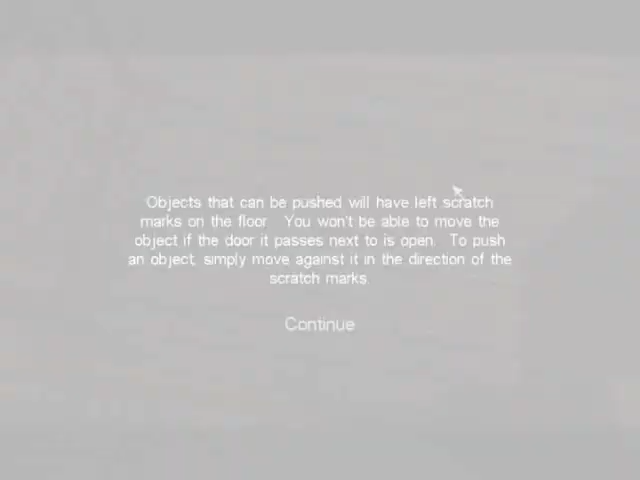 Objects that can be pushed will have left scratch
marks on the floor. You won't be able to move the
object if the door it passes next to is open. To push
an object, simply move against it in the direction of the
scratch marks.
Continue